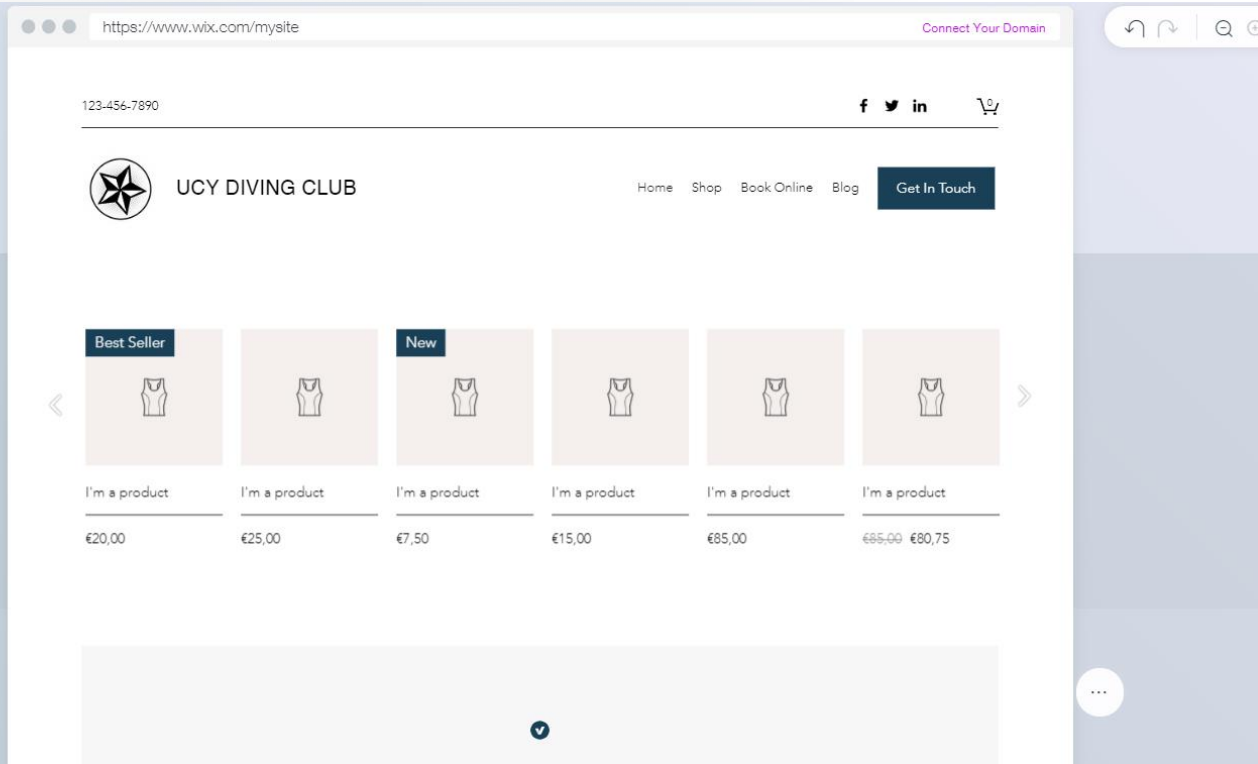 https://www.wix.com/mysite Connect Your Domain
123-456-7890 0
UCY DIVING CLUB Home Shop Book Online Blog Get In Touch
Best Seller New
I'm a product I'm a product I'm a product I'm a product I'm a product I'm a product
€20,00 €25,00 €7,50 €15,00 €85,00 €85,00 €80,75